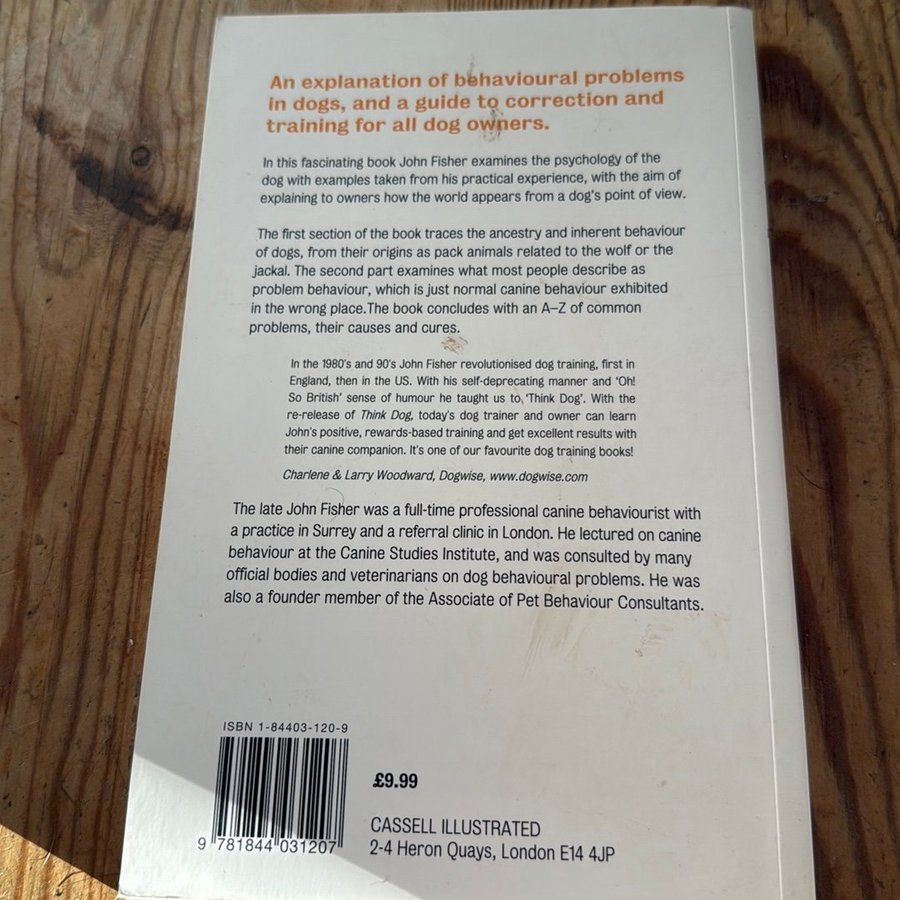 An explanation of behavioural problems
in dogs, and a guide to correction and
training for all dog owners.
In this fascinating book John Fisher examines the psychology of the
dog with examples taken from his practical experience, with the aim of
explaining to owners how the world appears from a dog's point of view.
The first section of the book traces the ancestry and inherent behaviour
of dogs, from their origins as pack animals related to the wolf or the
jackal. The second part examines what most people describe as
problem behaviour, which is just normal canine behaviour exhibited
in the wrong place.The book concludes with an A–Z of common
problems, their causes and cures.
In the 1980's and 90's John Fisher revolutionised dog training, first in
England, then in the US. With his self-deprecating manner and 'Oh!
So British' sense of humour he taught us to 'Think Dog'. With the
re-release of Think Dog, today's dog trainer and owner can learn
John's positive, rewards-based training and get excellent results with
their canine companion. It's one of our favourite dog training books!
Charlene & Larry Woodward, Dogwise, www.dogwise.com
The late John Fisher was a full-time professional canine behaviourist with
a practice in Surrey and a referral clinic in London. He lectured on canine
behaviour at the Canine Studies Institute, and was consulted by many
official bodies and veterinarians on dog behavioural problems. He was
also a founder member of the Associate of Pet Behaviour Consultants.
ISBN 1-84403-120-9
9 781844 031207
£9.99
CASSELL ILLUSTRATED
2-4 Heron Quays, London E14 4JP